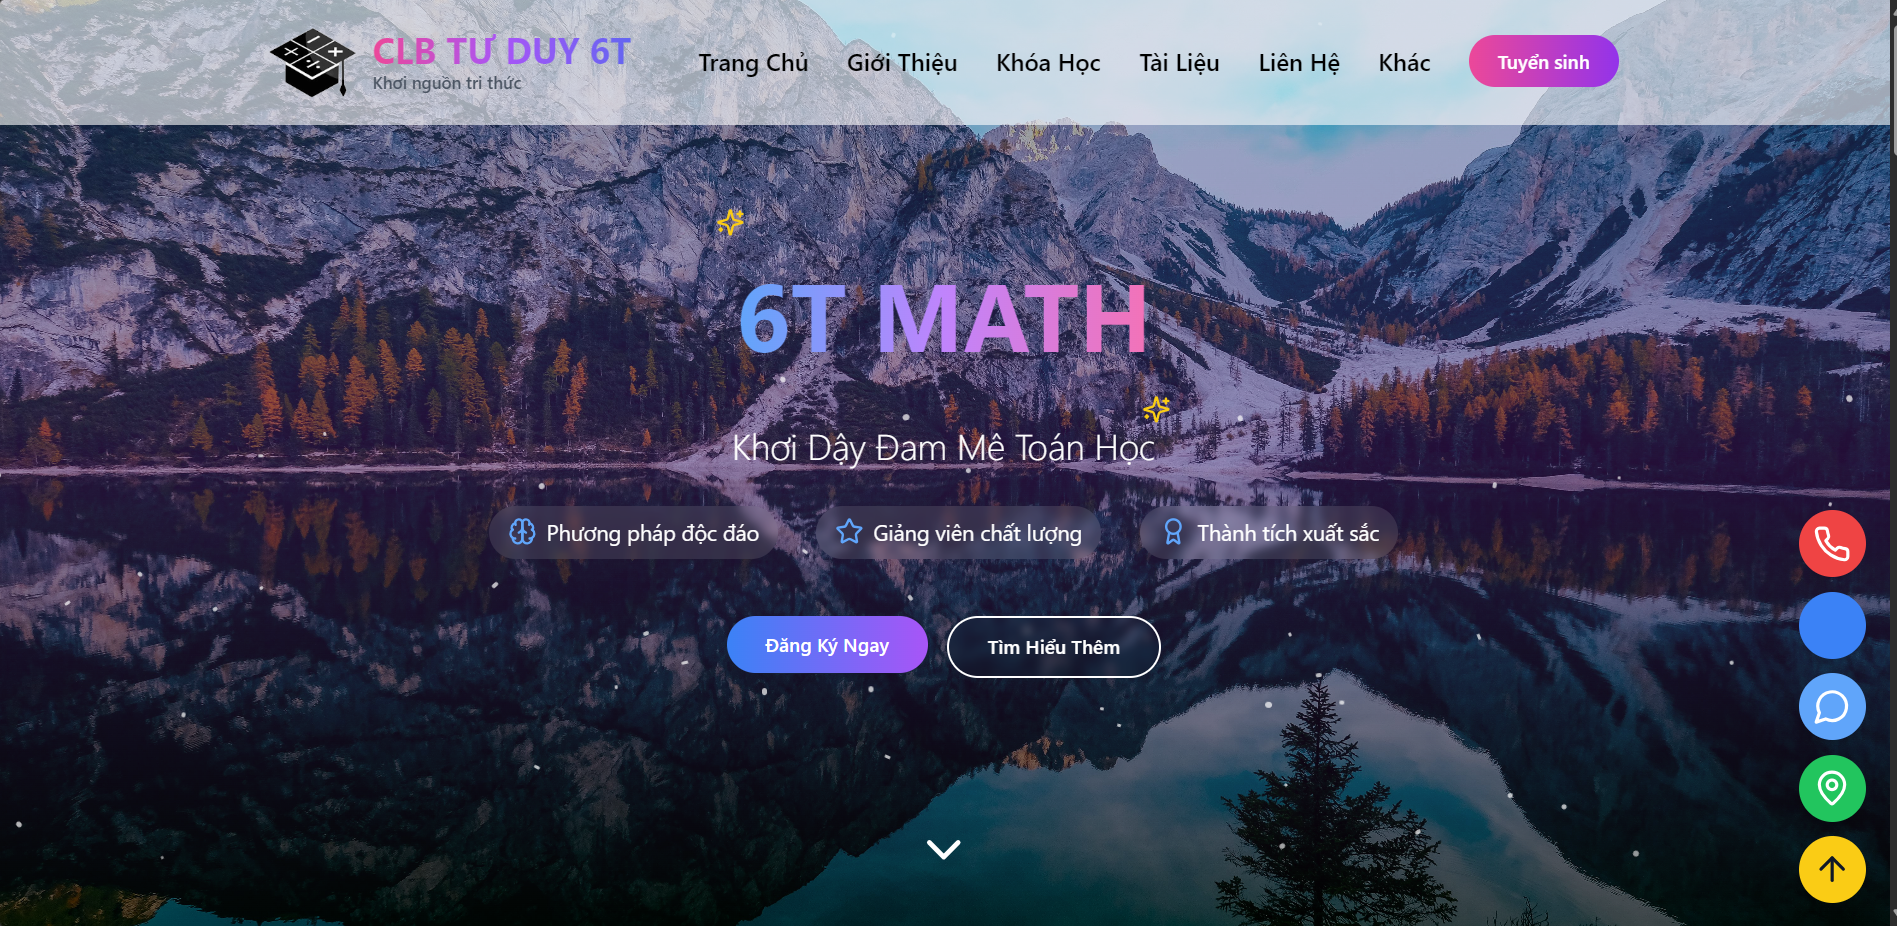 CLB TƯ DUY 6T
Khơi nguồn tri thức
Trang Chủ
Giới Thiệu
Khóa Học
Tài Liệu
Liên Hệ
Khác
Tuyển sinh
6T MATH
Khơi Dậy Đam Mê Toán Học
Phương pháp độc đáo
Giảng viên chất lượng
Thành tích xuất sắc
Đăng Ký Ngay
Tìm Hiểu Thêm